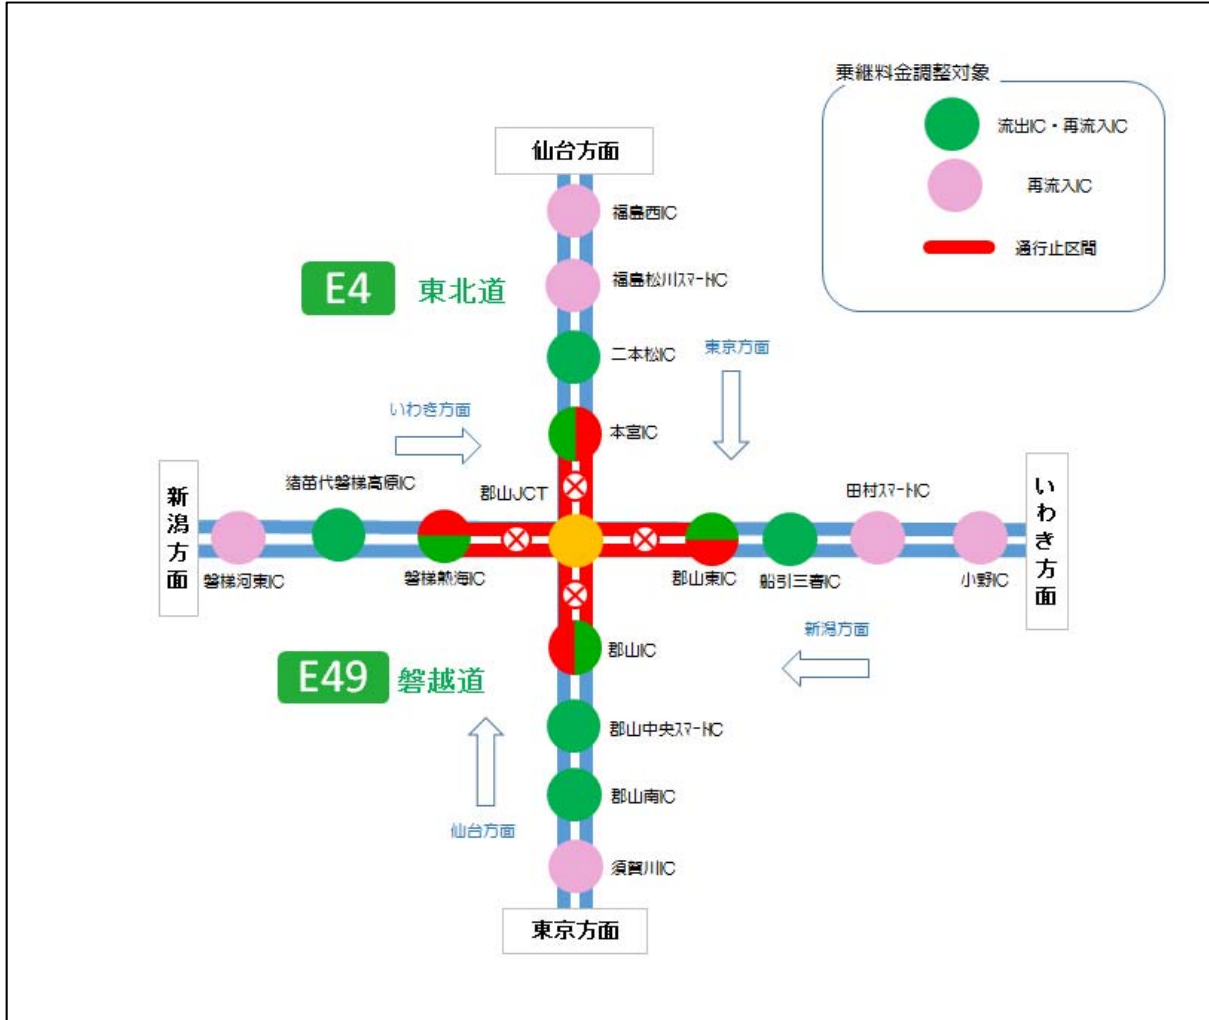 乗継料金調整対象
流出IC・再流入IC
再流入IC
通行止区間
仙台方面
福島西IC
福島松川スマートIC
E4 東北道
二本松IC
東京方面
いわき方面
本宮IC
猪苗代磐梯高原IC
郡山JCT
田村スマートIC
新潟方面
いわき方面
磐梯河東IC
磐梯熱海IC
郡山東IC
船引三春IC
小野IC
新潟方面
郡山IC
E49 磐越道
郡山中央スマートIC
郡山南IC
仙台方面
須賀川IC
東京方面